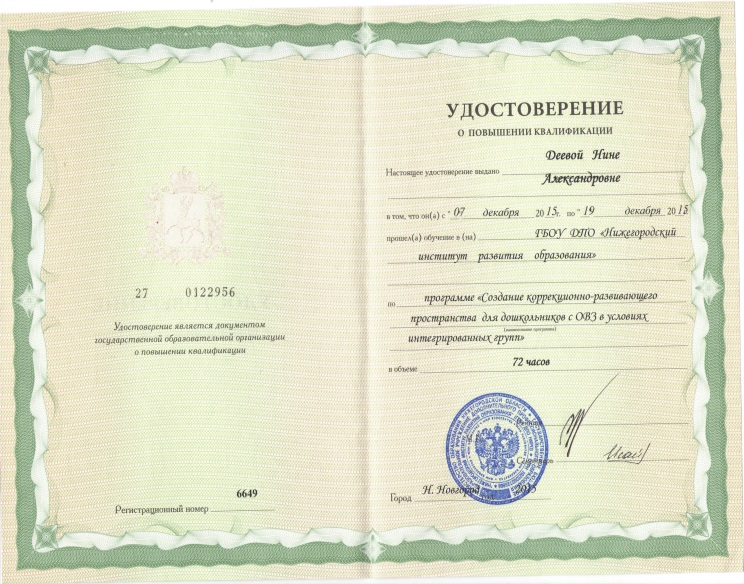 27 0122956
Удостоверение является документом
государственной образовательной организации
о повышении квалификации
6649
Регистрационный номер
УДОСТОВЕРЕНИЕ
О ПОВЫШЕНИИ КВАЛИФИКАЦИИ
Деевой Нине
Настоящее удостоверение выдано
Александровне
в том, что он(а) с " 07 декабря 2015г. по " 19 декабря 2015
прошел(а) обучение в (на) ГБОУ ДПО «Нижегородский
институт развития образования»
по программе «Создание коррекционно-развивающего
пространства для дошкольников с ОВЗ в условиях
(наименование программы)
интегрированных групп»
в объеме 72 часов
Город Н. Новгород 2015